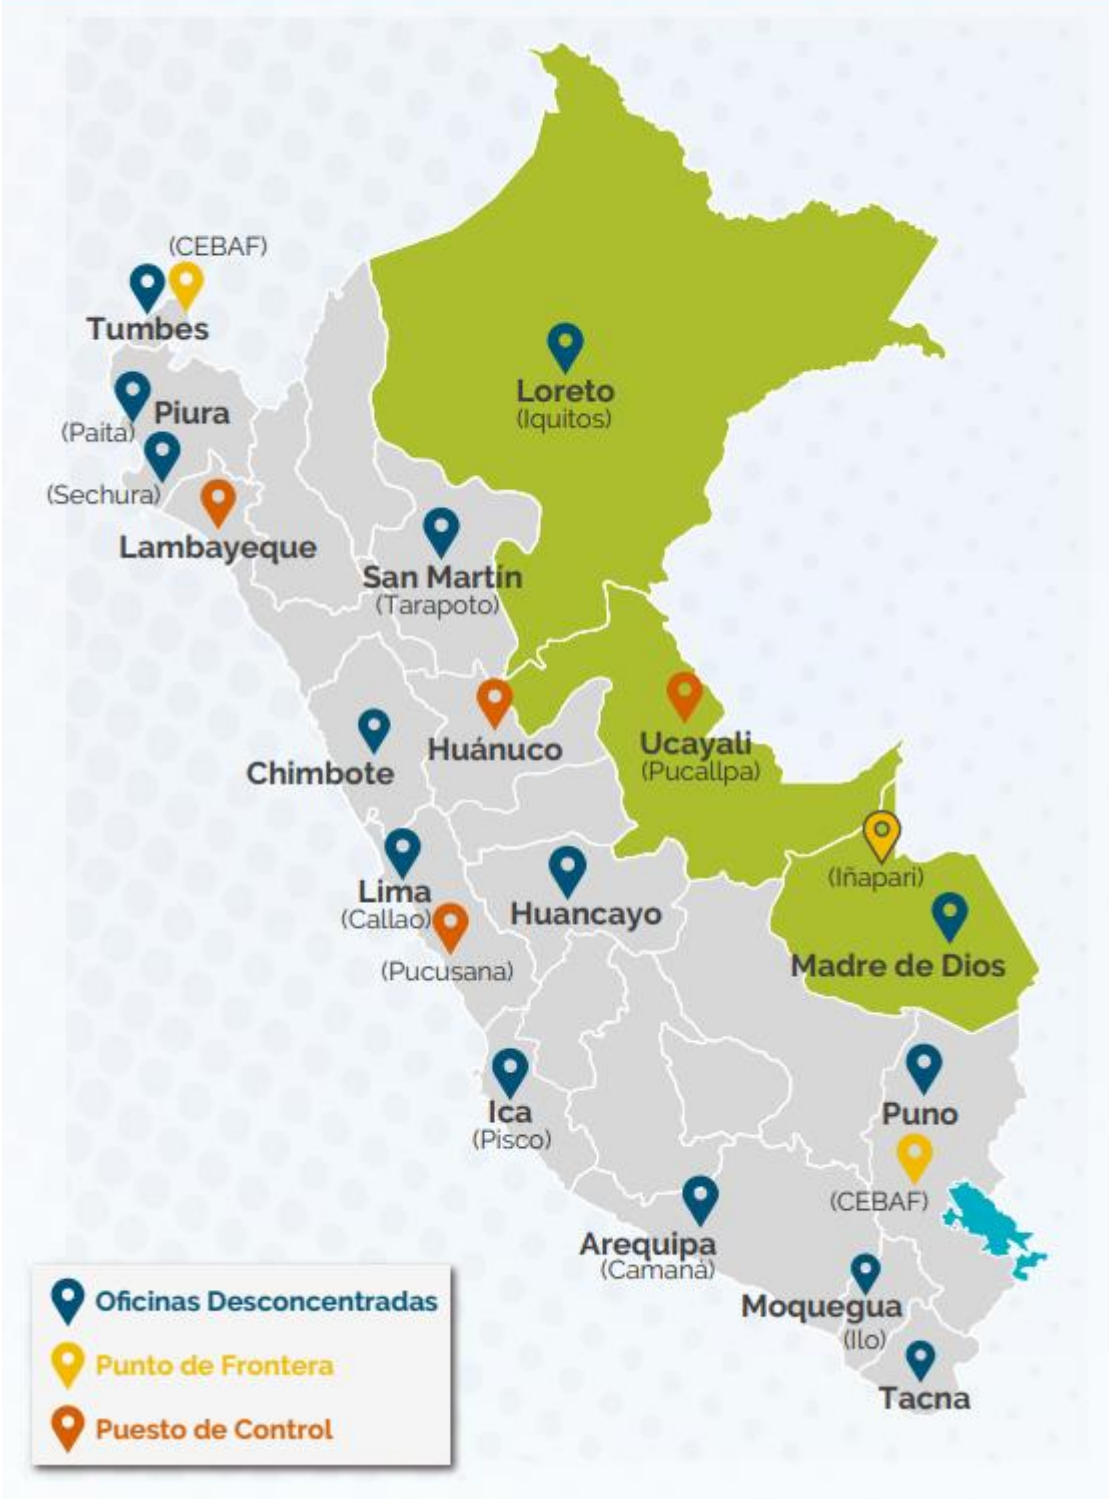 (CEBAF)
Tumbes
Piura
(Paita)
(Sechura)
Lambayeque
Loreto
(Iquitos)
San Martín
(Tarapoto)
Huánuco
Ucayali
(Pucallpa)
Chimbote
(Iñapari)
Lima
(Callao)
Huancayo
(Pucusana)
Madre de Dios
Ica
(Pisco)
Puno
(CEBAF)
Arequipa
(Camaná)
Moquegua
(Ilo)
Tacna
Oficinas Desconcentradas
Punto de Frontera
Puesto de Control